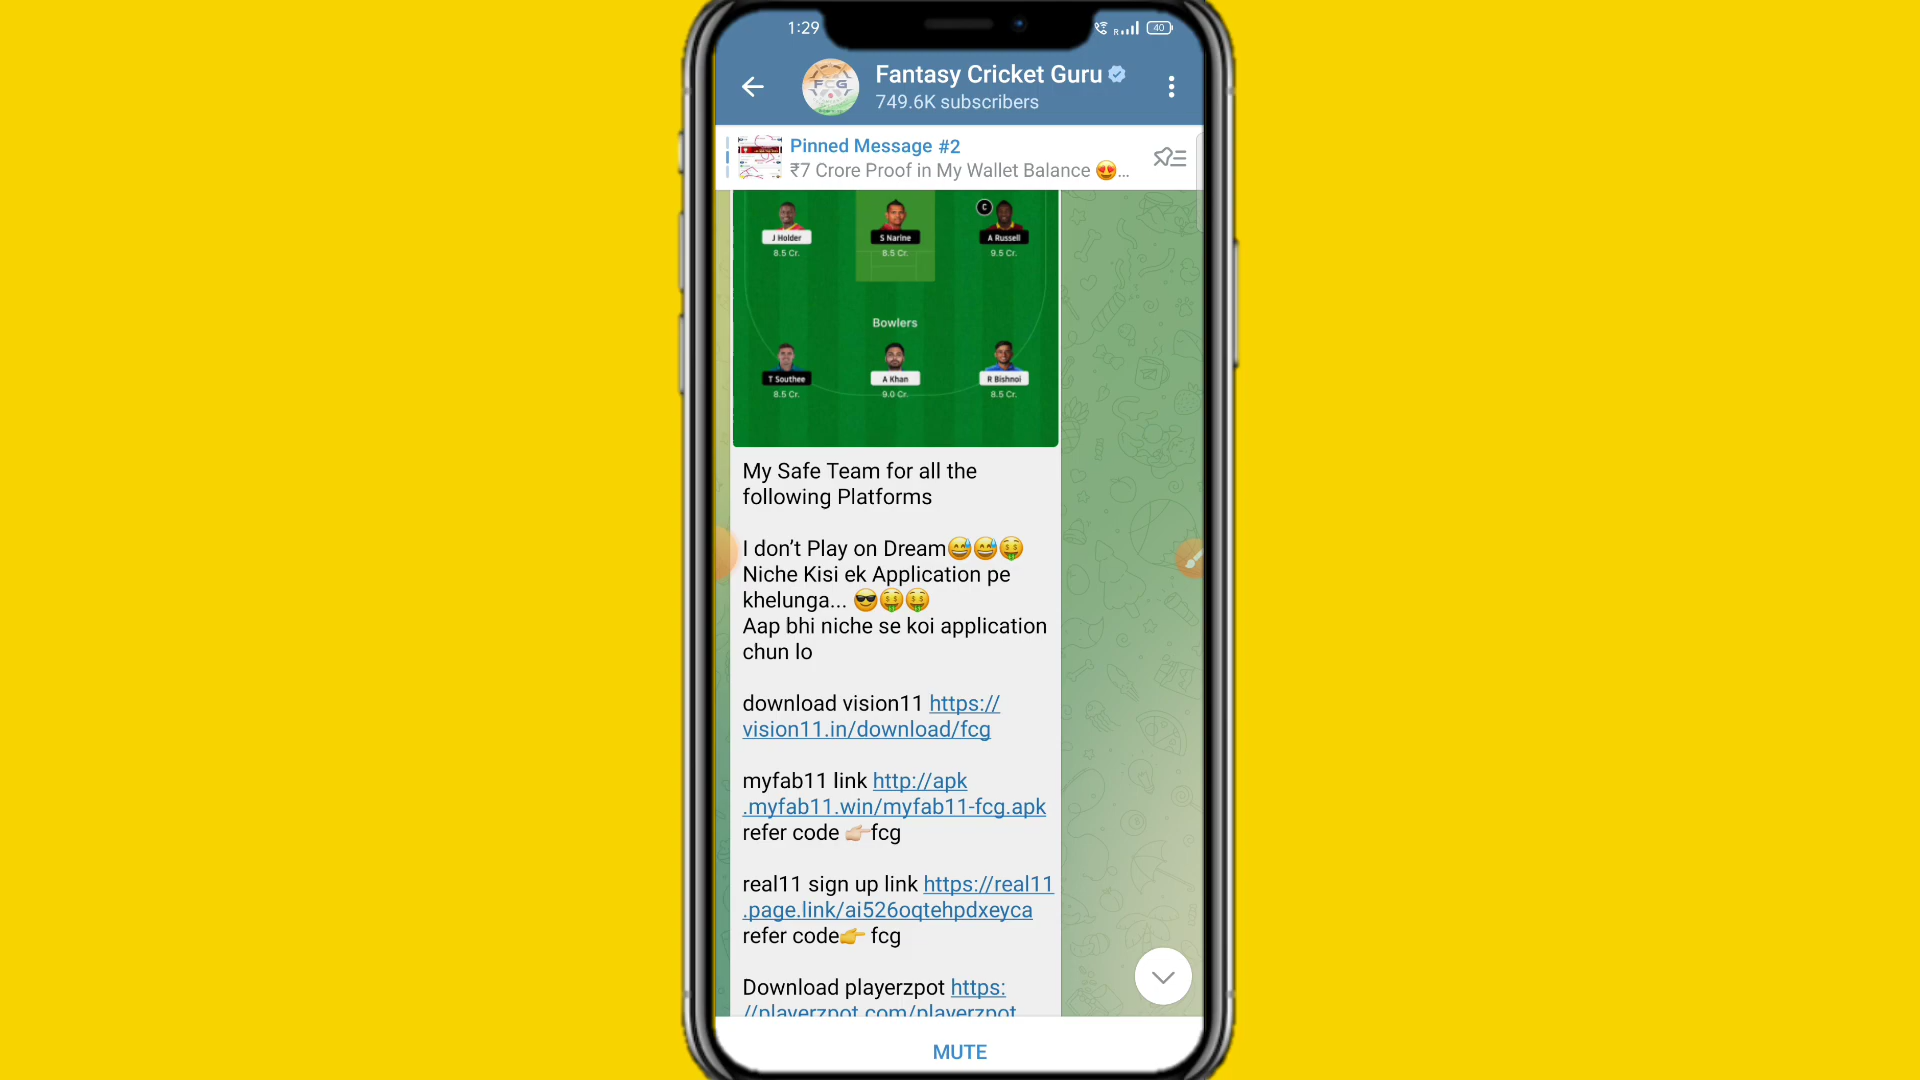 1:29
R
40
FCG
Fantasy Cricket Guru
749.6K subscribers
Pinned Message #2
₹7 Crore Proof in My Wallet Balance 😍...
C
J Holder
S Narine
A Russell
8.5 Cr.
8.5 Cr.
9.5 Cr.
Bowlers
T Southee
A Khan
R Bishnoi
8.5 Cr.
9.0 Cr.
8.5 Cr.
My Safe Team for all the
following Platforms
I don’t Play on Dream😅😅🤑
Niche Kisi ek Application pe
khelunga... 😎🤑🤑
Aap bhi niche se koi application
chun lo
download vision11 https://
vision11.in/download/fcg
myfab11 link http://apk
.myfab11.win/myfab11-fcg.apk
refer code 👉🏻fcg
real11 sign up link https://real11
.page.link/ai526oqtehpdxeyca
refer code👉 fcg
Download playerzpot https:
//playerzpot.com/playerzpot
MUTE